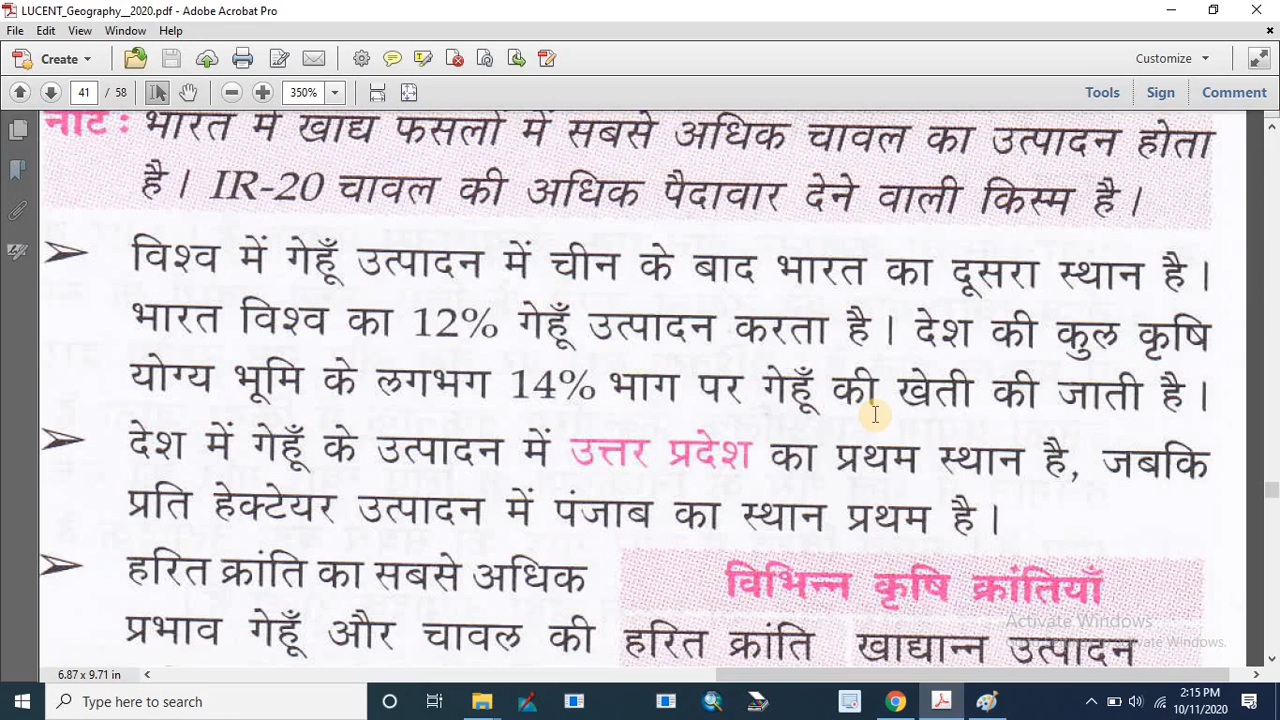 LUCENT_Geography__2020.pdf - Adobe Acrobat Pro
File Edit View Window Help
Create Customize
41 / 58 350% Tools Sign Comment
नोट : भारत में खाद्य फसलों में सबसे अधिक चावल का उत्पादन होता
है। IR-20 चावल की अधिक पैदावार देने वाली किस्म है।
विश्व में गेहूँ उत्पादन में चीन के बाद भारत का दूसरा स्थान है।
भारत विश्व का 12% गेहूँ उत्पादन करता है। देश की कुल कृषि
योग्य भूमि के लगभग 14% भाग पर गेहूँ की खेती की जाती है।
देश में गेहूँ के उत्पादन में उत्तर प्रदेश का प्रथम स्थान है, जबकि
प्रति हेक्टेयर उत्पादन में पंजाब का स्थान प्रथम है।
हरित क्रांति का सबसे अधिक
प्रभाव गेहूँ और चावल की
विभिन्न कृषि क्रांतियाँ
हरित क्रांति खाद्यान्न उत्पादन
Activate Windows
Activate Windows.
6.87 x 9.71 in
Type here to search
2:15 PM
10/11/2020